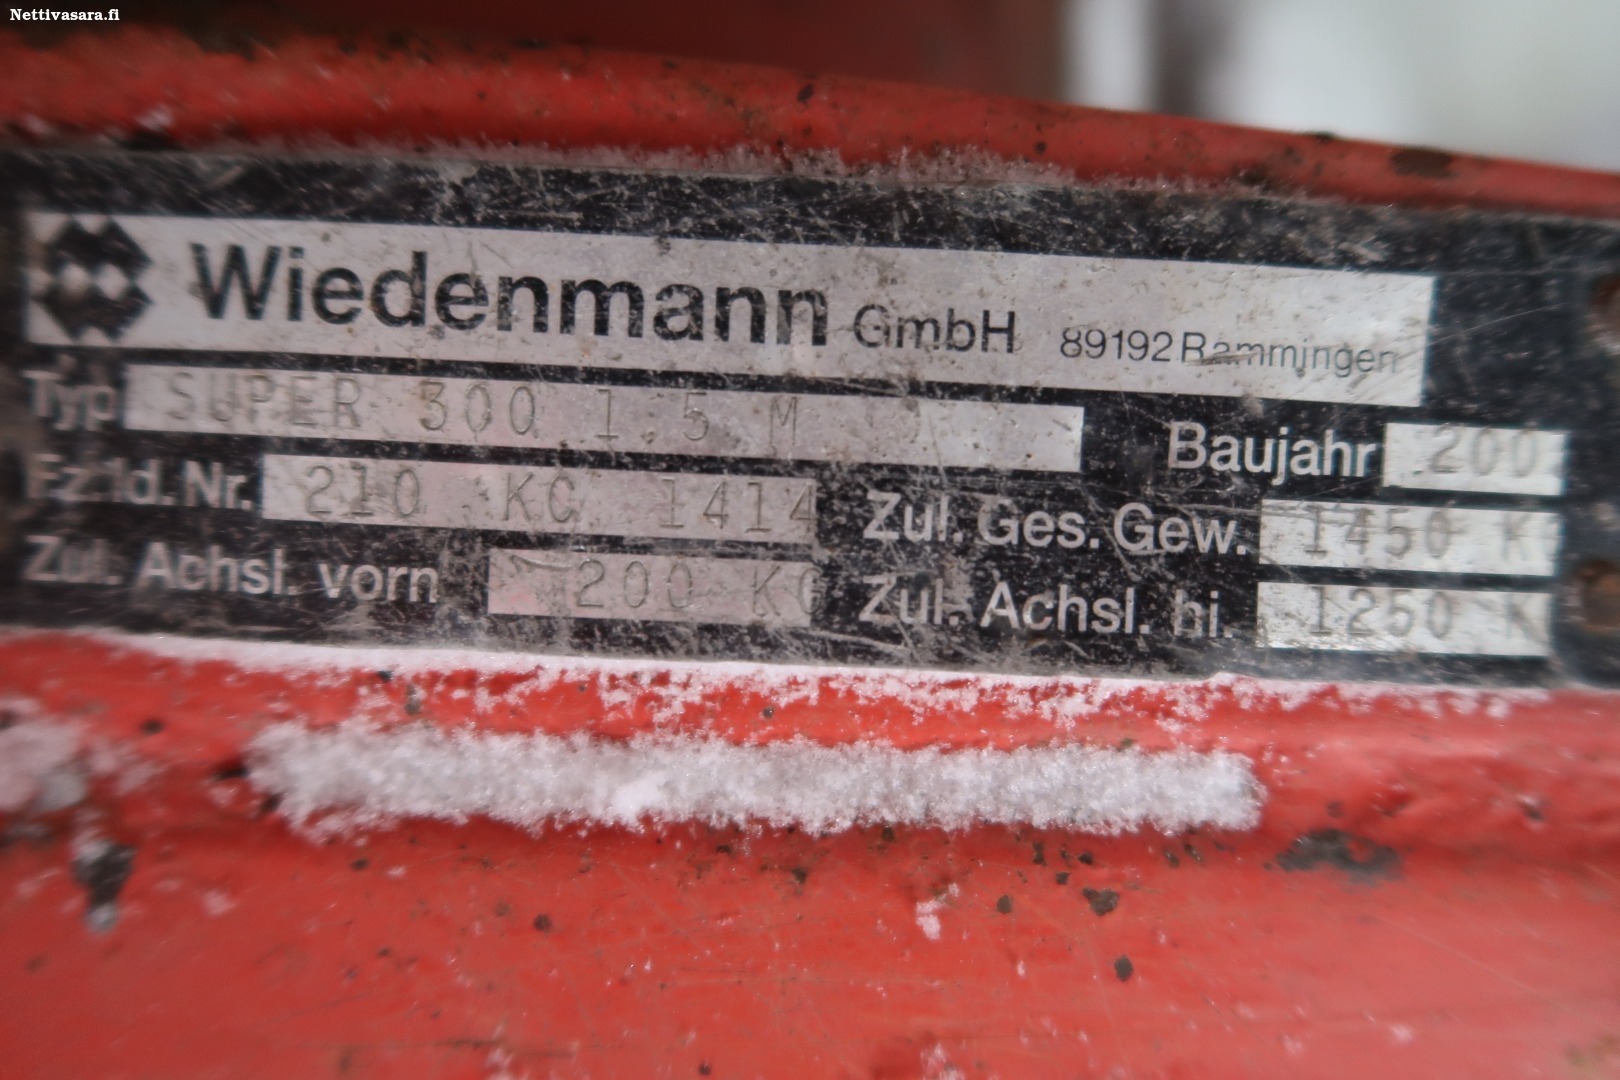 Nettivasara.fi
Wiedenmann GmbH 89192 Rammingen
Typ SUPER 300 1.5 M
Baujahr 200
Fz.Id. Nr. 210 KC 1414
Zul. Ges. Gew. 1450 K
Zul. Achsl. vorn 200 KG
Zul. Achsl. hi. 1250 K